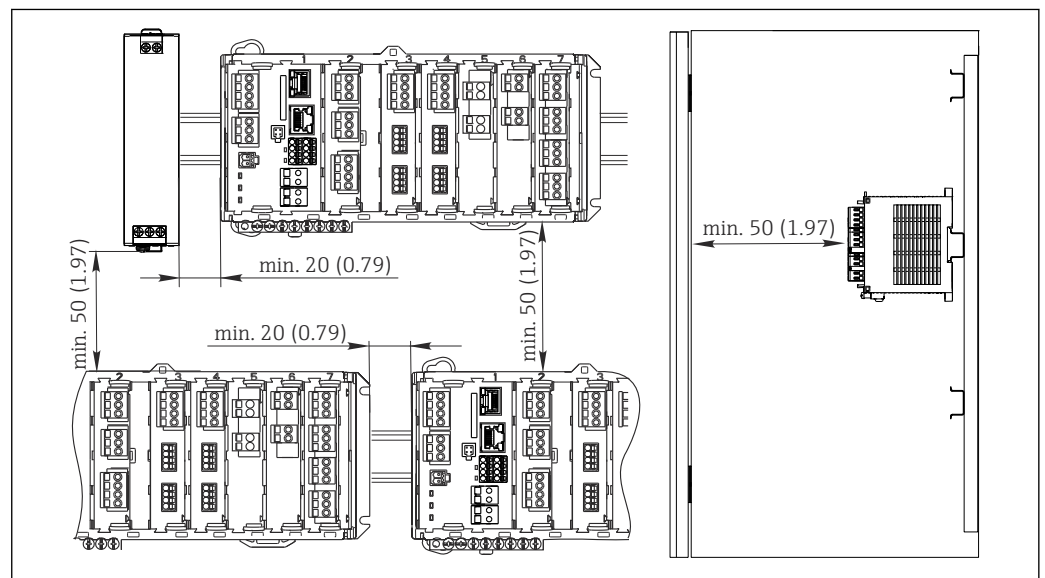 1 2 3 4 5 6 7
min. 50 (1.97)
min. 20 (0.79)
min. 50 (1.97)
min. 50 (1.97)
min. 20 (0.79)
2 3 4 5 6 7
1 2 3